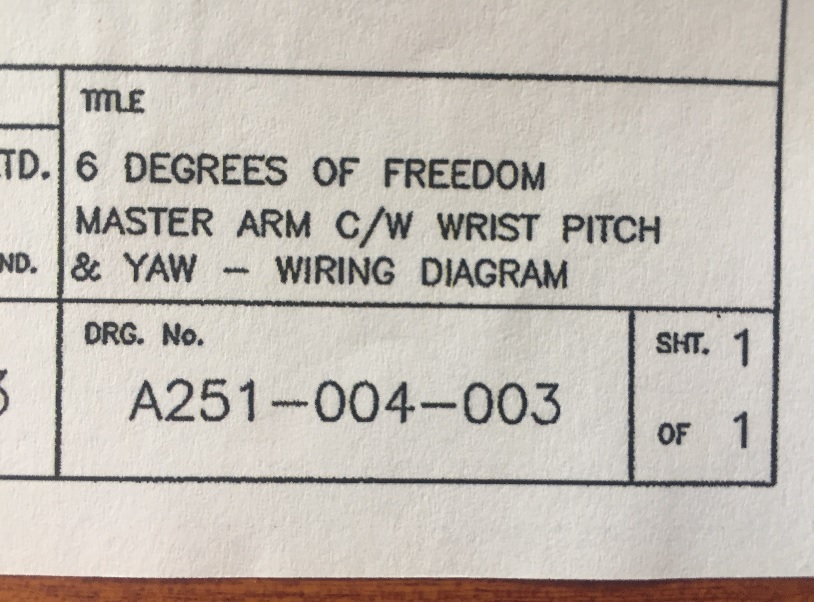 TITLE
TD.
6 DEGREES OF FREEDOM
MASTER ARM C/W WRIST PITCH
ND.
& YAW - WIRING DIAGRAM
DRG. No.
A251-004-003
SHT. 1
OF 1